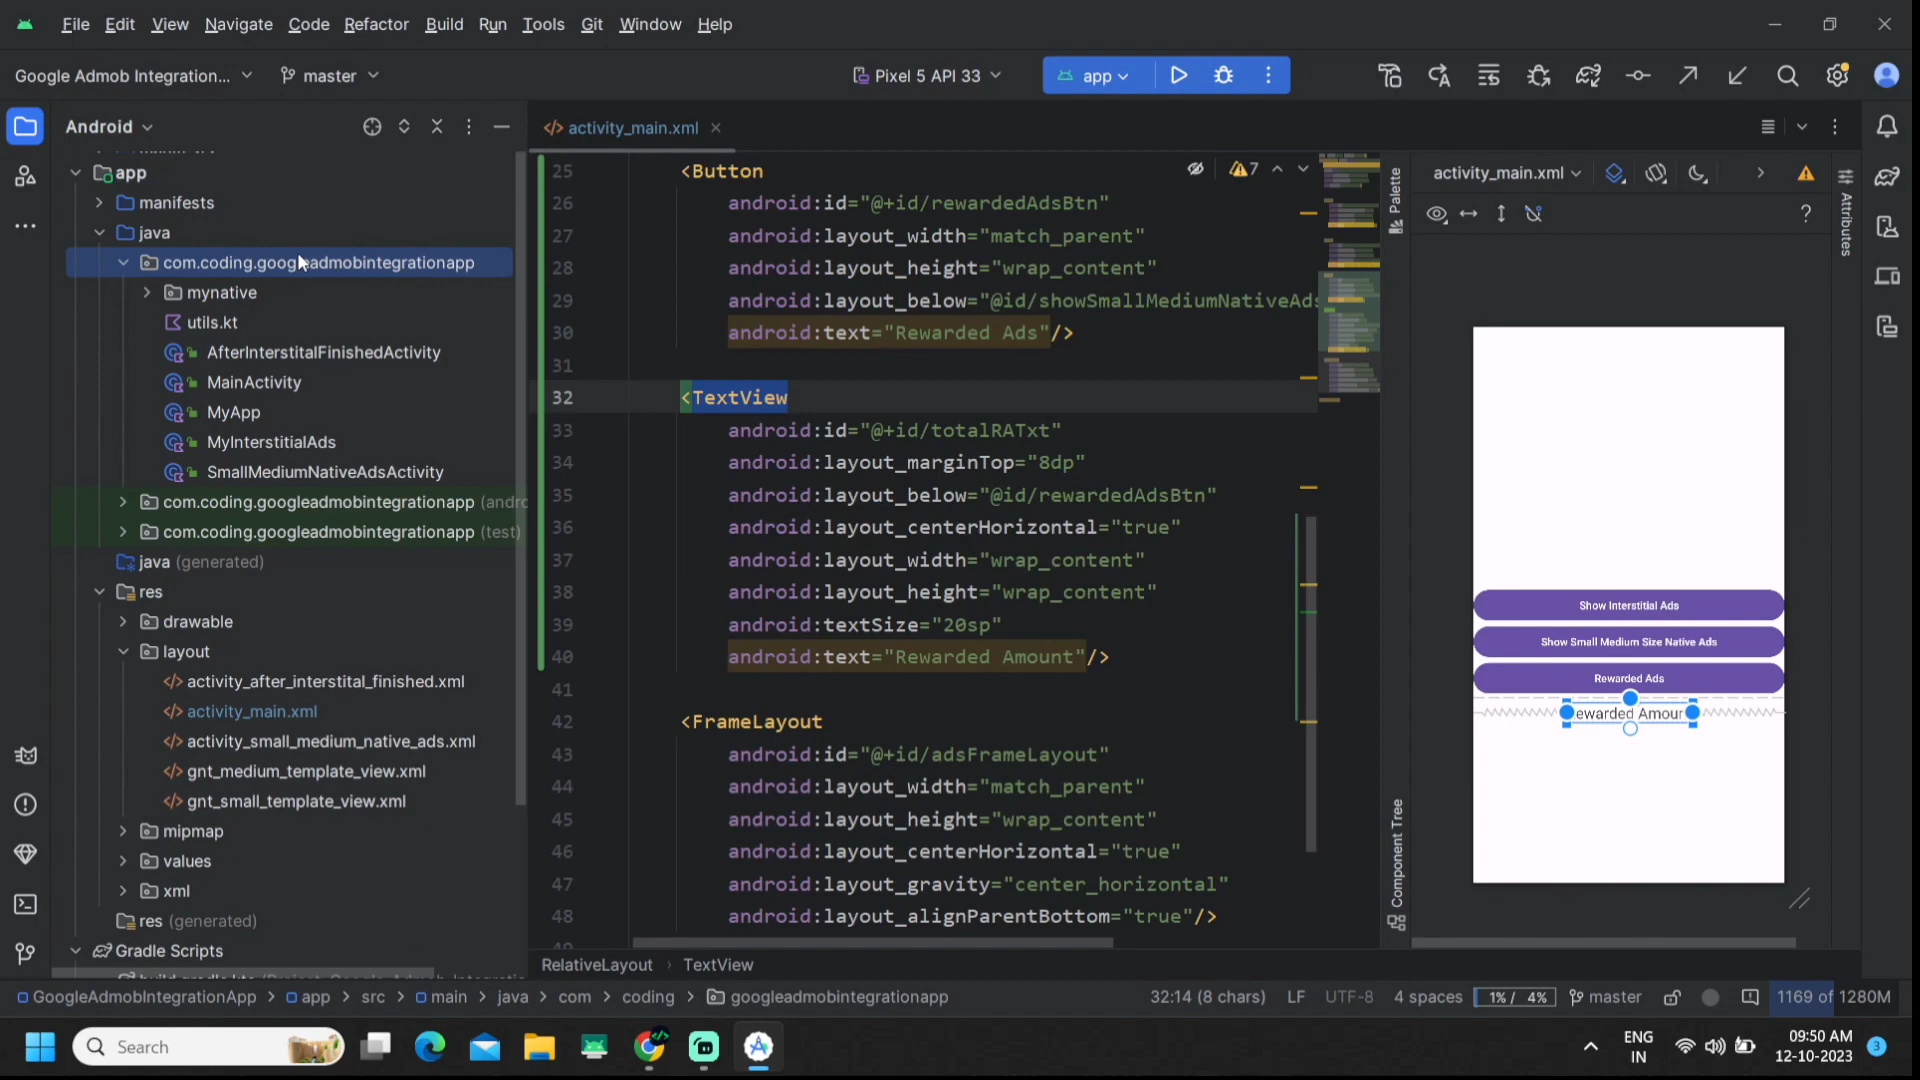 File Edit View Navigate Code Refactor Build Run Tools Git Window Help
Google Admob Integration... master Pixel 5 API 33 app
Android
app
manifests
java
com.coding.googleadmobintegrationapp
mynative
utils.kt
AfterInterstitalFinishedActivity
MainActivity
MyApp
MyInterstitialAds
SmallMediumNativeAdsActivity
com.coding.googleadmobintegrationapp (andro
com.coding.googleadmobintegrationapp (test)
java (generated)
res
drawable
layout
activity_after_interstital_finished.xml
activity_main.xml
activity_small_medium_native_ads.xml
gnt_medium_template_view.xml
gnt_small_template_view.xml
mipmap
values
xml
res (generated)
Gradle Scripts
activity_main.xml
7
25 <Button
26 android:id="@+id/rewardedAdsBtn"
27 android:layout_width="match_parent"
28 android:layout_height="wrap_content"
29 android:layout_below="@id/showSmallMediumNativeAds
30 android:text="Rewarded Ads"/>
31
32 <TextView
33 android:id="@+id/totalRATxt"
34 android:layout_marginTop="8dp"
35 android:layout_below="@id/rewardedAdsBtn"
36 android:layout_centerHorizontal="true"
37 android:layout_width="wrap_content"
38 android:layout_height="wrap_content"
39 android:textSize="20sp"
40 android:text="Rewarded Amount"/>
41
42 <FrameLayout
43 android:id="@+id/adsFrameLayout"
44 android:layout_width="match_parent"
45 android:layout_height="wrap_content"
46 android:layout_centerHorizontal="true"
47 android:layout_gravity="center_horizontal"
48 android:layout_alignParentBottom="true"/>
RelativeLayout > TextView
Palette
Component Tree
activity_main.xml
?
Show Interstitial Ads
Show Small Medium Size Native Ads
Rewarded Ads
ewarded Amour
Attributes
GoogleAdmobIntegrationApp > app > src > main > java > com > coding > googleadmobintegrationapp 32:14 (8 chars) LF UTF-8 4 spaces 1% / 4% master 1169 of 1280M
Search
ENG
IN
09:50 AM
12-10-2023
3